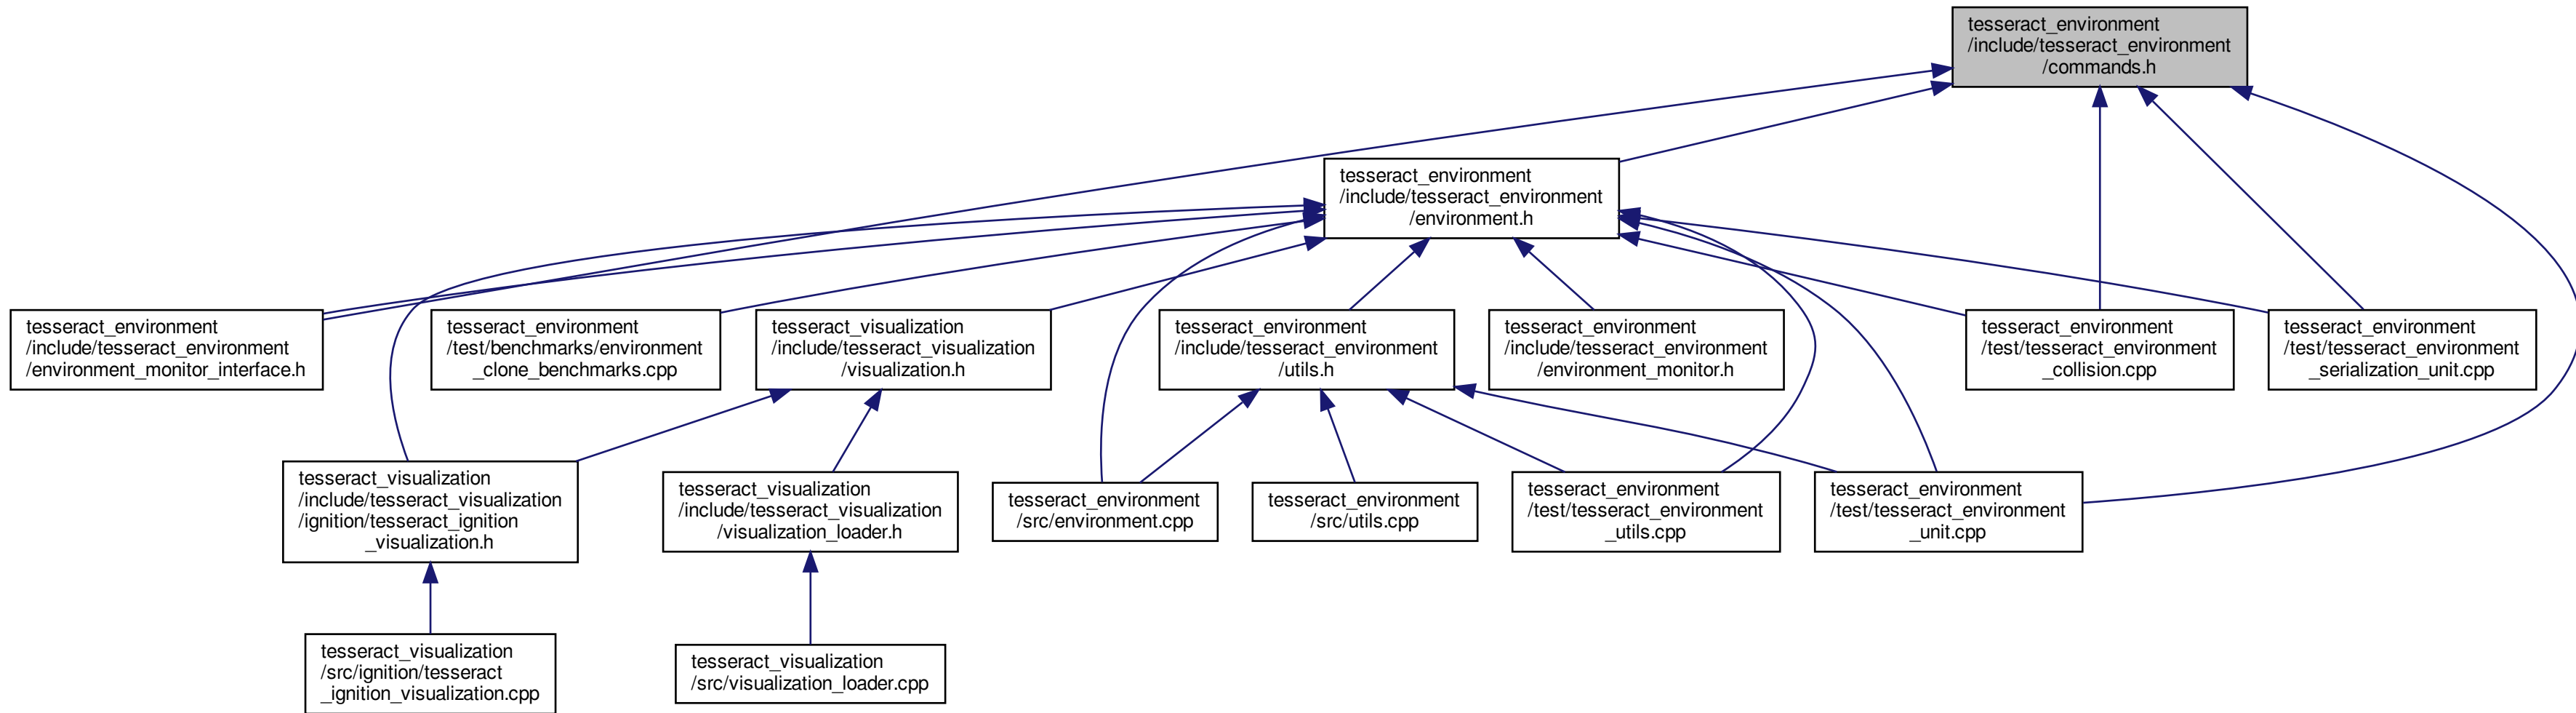 tesseract_environment
/include/tesseract_environment
/commands.h
tesseract_environment
/include/tesseract_environment
/environment.h
tesseract_environment
/include/tesseract_environment
/environment_monitor_interface.h
tesseract_environment
/test/benchmarks/environment
_clone_benchmarks.cpp
tesseract_visualization
/include/tesseract_visualization
/visualization.h
tesseract_environment
/include/tesseract_environment
/utils.h
tesseract_environment
/include/tesseract_environment
/environment_monitor.h
tesseract_environment
/test/tesseract_environment
_collision.cpp
tesseract_environment
/test/tesseract_environment
_serialization_unit.cpp
tesseract_visualization
/include/tesseract_visualization
/ignition/tesseract_ignition
_visualization.h
tesseract_visualization
/include/tesseract_visualization
/visualization_loader.h
tesseract_environment
/src/environment.cpp
tesseract_environment
/src/utils.cpp
tesseract_environment
/test/tesseract_environment
_utils.cpp
tesseract_environment
/test/tesseract_environment
_unit.cpp
tesseract_visualization
/src/ignition/tesseract
_ignition_visualization.cpp
tesseract_visualization
/src/visualization_loader.cpp